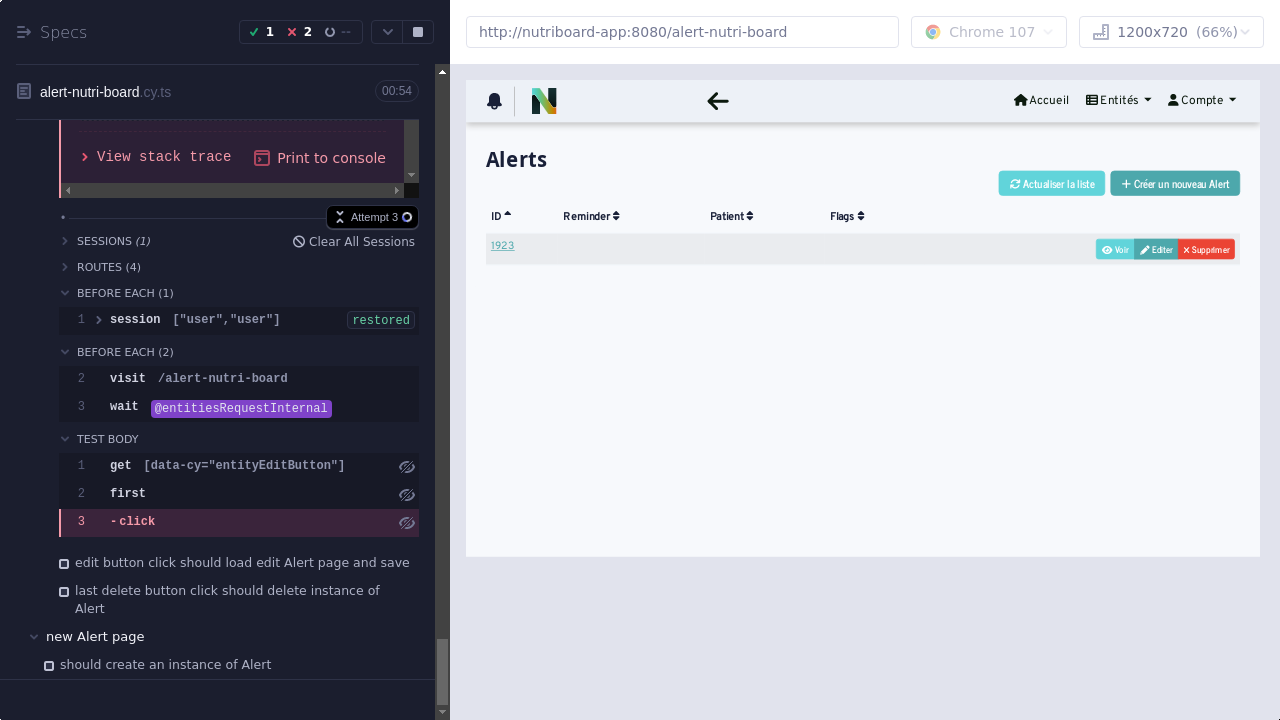 Specs
1
2
--
alert-nutri-board.cy.ts
00:54
View stack trace
Print to console
Attempt 3
SESSIONS (1)
Clear All Sessions
ROUTES (4)
BEFORE EACH (1)
1 session ["user","user"] restored
BEFORE EACH (2)
2 visit /alert-nutri-board
3 wait @entitiesRequestInternal
TEST BODY
1 get [data-cy="entityEditButton"]
2 first
3 -click
edit button click should load edit Alert page and save
last delete button click should delete instance of
Alert
new Alert page
should create an instance of Alert
http://nutriboard-app:8080/alert-nutri-board
Chrome 107
1200x720 (66%)
N
Accueil
Entités
Compte
Alerts
Actualiser la liste
Créer un nouveau Alert
ID Reminder Patient Flags
1923
Voir Editer Supprimer